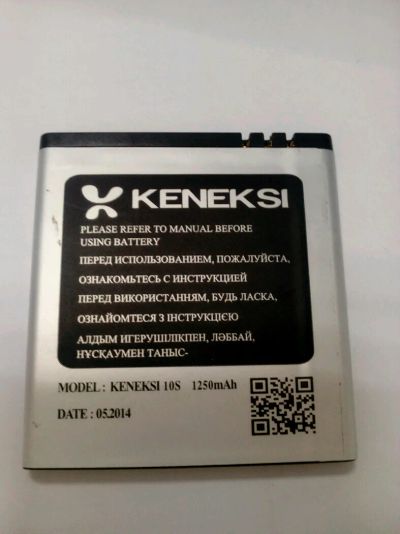 KENEKSI
PLEASE REFER TO MANUAL BEFORE
USING BATTERY
ПЕРЕД ИСПОЛЬЗОВАНИЕМ, ПОЖАЛУЙСТА,
ОЗНАКОМЬТЕСЬ С ИНСТРУКЦИЕЙ
ПЕРЕД ВИКОРИСТАННЯМ, БУДЬ ЛАСКА,
ОЗНАЙОМТЕСЯ З ІНСТРУКЦІЄЮ
АЛДЫМ ИГЕРУШІЛІКПЕН, ЛӘББАЙ,
НҰСҚАУМЕН ТАНЫС-
MODEL : KENEKSI 10S 1250mAh
DATE : 05.2014